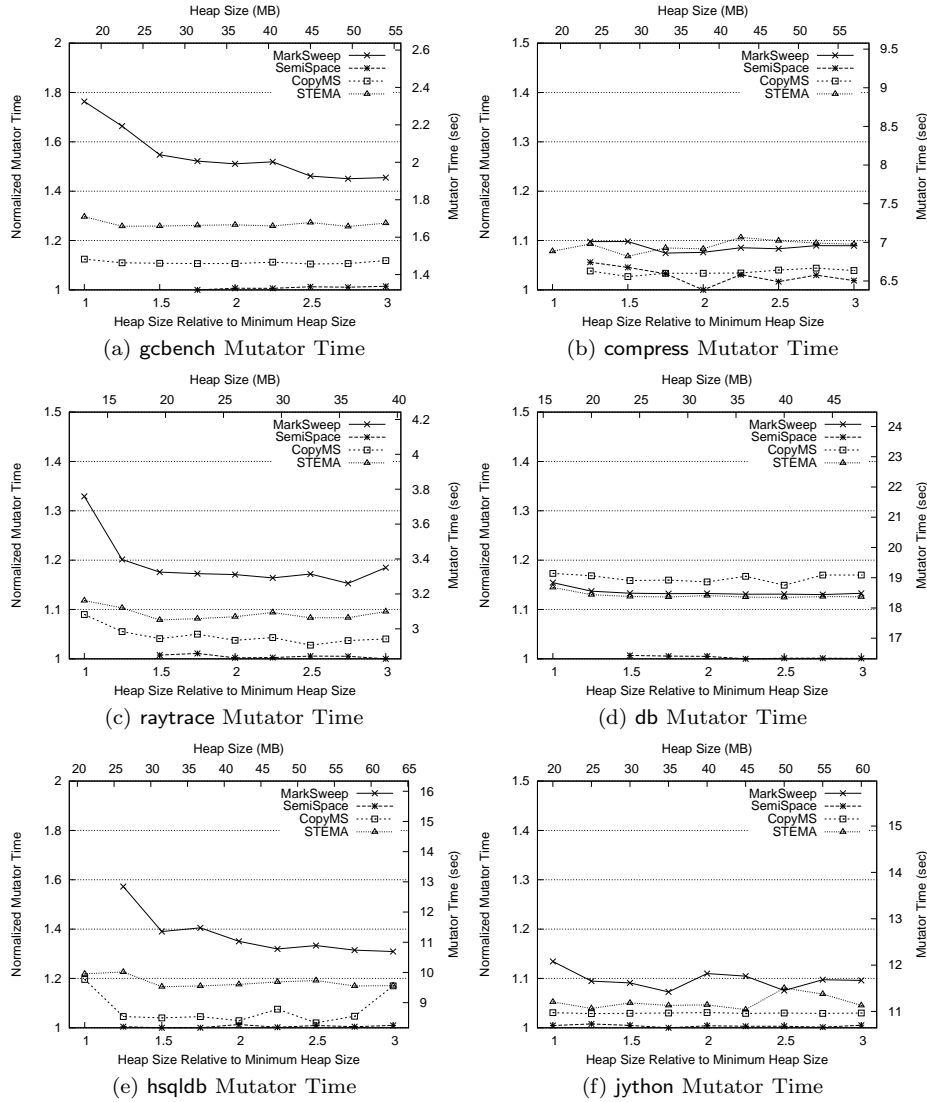 Heap Size (MB)
20 25 30 35 40 45 50
Normalized Mutator Time
2
1.8
1.6
1.4
1.2
1
MarkSweep
SemiSpace
CopyMS
STEMA
2.6
2.4
2.2
2
1.8
1.6
1.4
Mutator Time (sec)
1 1.5 2 2.5 3
Heap Size Relative to Minimum Heap Size
(a) gcbench Mutator Time
Heap Size (MB)
20 25 30 35 40 45 50 55
Normalized Mutator Time
1.5
1.4
1.3
1.2
1.1
1
MarkSweep
SemiSpace
CopyMS
STEMA
9.5
9
8.5
8
7.5
7
6.5
Mutator Time (sec)
1 1.5 2 2.5 3
Heap Size Relative to Minimum Heap Size
(b) compress Mutator Time
Heap Size (MB)
15 20 25 30 35 40
Normalized Mutator Time
1.5
1.4
1.3
1.2
1.1
1
MarkSweep
SemiSpace
CopyMS
STEMA
4.2
4
3.8
3.6
3.4
3.2
3
Mutator Time (sec)
1 1.5 2 2.5 3
Heap Size Relative to Minimum Heap Size
(c) raytrace Mutator Time
Heap Size (MB)
15 20 25 30 35 40 45
Normalized Mutator Time
1.5
1.4
1.3
1.2
1.1
1
MarkSweep
SemiSpace
CopyMS
STEMA
24
23
22
21
20
19
18
17
Mutator Time (sec)
1 1.5 2 2.5 3
Heap Size Relative to Minimum Heap Size
(d) db Mutator Time
Heap Size (MB)
20 25 30 35 40 45 50 55 60 65
Normalized Mutator Time
2
1.8
1.6
1.4
1.2
1
MarkSweep
SemiSpace
CopyMS
STEMA
16
15
14
13
12
11
10
9
8
Mutator Time (sec)
1 1.5 2 2.5 3
Heap Size Relative to Minimum Heap Size
(e) hsqldb Mutator Time
Heap Size (MB)
20 25 30 35 40 45 50 55 60
Normalized Mutator Time
1.5
1.4
1.3
1.2
1.1
1
MarkSweep
SemiSpace
CopyMS
STEMA
15
14
13
12
11
Mutator Time (sec)
1 1.5 2 2.5 3
Heap Size Relative to Minimum Heap Size
(f) jython Mutator Time